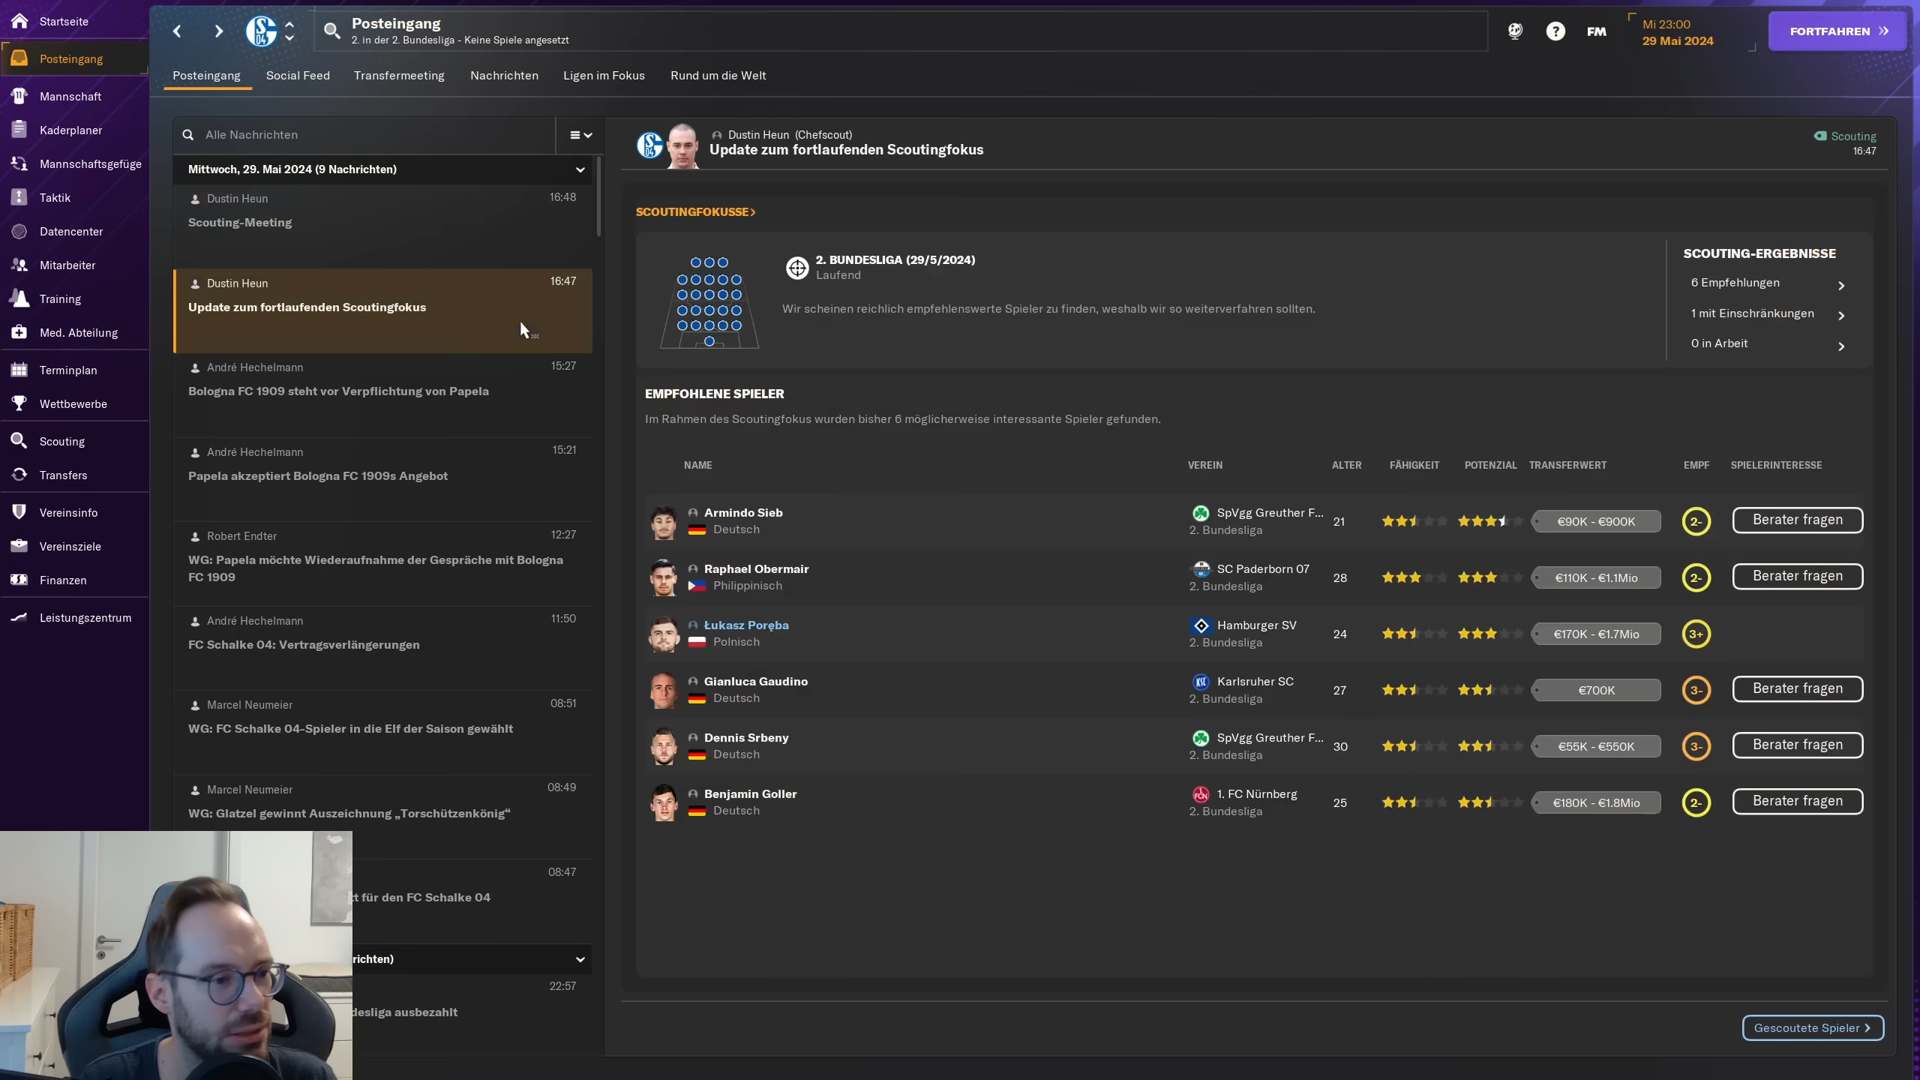 Startseite
Posteingang
Mannschaft
Kaderplaner
Mannschaftsgefüge
Taktik
Datencenter
Mitarbeiter
Training
Med. Abteilung
Terminplan
Wettbewerbe
Scouting
Transfers
Vereinsinfo
Vereinsziele
Finanzen
Leistungszentrum
Posteingang
2. in der 2. Bundesliga - Keine Spiele angesetzt
FM
Mi 23:00
29 Mai 2024
FORTFAHREN
Posteingang Social Feed Transfermeeting Nachrichten Ligen im Fokus Rund um die Welt
Alle Nachrichten
Mittwoch, 29. Mai 2024 (9 Nachrichten)
Dustin Heun 16:48
Scouting-Meeting
Dustin Heun 16:47
Update zum fortlaufenden Scoutingfokus
André Hechelmann 15:27
Bologna FC 1909 steht vor Verpflichtung von Papela
André Hechelmann 15:21
Papela akzeptiert Bologna FC 1909s Angebot
Robert Endter 12:27
WG: Papela möchte Wiederaufnahme der Gespräche mit Bologna
FC 1909
André Hechelmann 11:50
FC Schalke 04: Vertragsverlängerungen
Marcel Neumeier 08:51
WG: FC Schalke 04-Spieler in die Elf der Saison gewählt
Marcel Neumeier 08:49
WG: Glatzel gewinnt Auszeichnung „Torschützenkönig“
08:47
t für den FC Schalke 04
richten)
22:57
desliga ausbezahlt
Dustin Heun (Chefscout)
Update zum fortlaufenden Scoutingfokus
Scouting
16:47
SCOUTINGFOKUSSE>
2. BUNDESLIGA (29/5/2024)
Laufend
Wir scheinen reichlich empfehlenswerte Spieler zu finden, weshalb wir so weiterverfahren sollten.
SCOUTING-ERGEBNISSE
6 Empfehlungen
1 mit Einschränkungen
0 in Arbeit
EMPFOHLENE SPIELER
Im Rahmen des Scoutingfokus wurden bisher 6 möglicherweise interessante Spieler gefunden.
NAME VEREIN ALTER FÄHIGKEIT POTENZIAL TRANSFERWERT EMPF SPIELERINTERESSE
Armindo Sieb SpVgg Greuther F... 21 €90K - €900K 2- Berater fragen
Deutsch 2. Bundesliga
Raphael Obermair SC Paderborn 07 28 €110K - €1.1Mio 2- Berater fragen
Philippinisch 2. Bundesliga
Łukasz Poręba Hamburger SV 24 €170K - €1.7Mio 3+
Polnisch 2. Bundesliga
Gianluca Gaudino Karlsruher SC 27 €700K 3- Berater fragen
Deutsch 2. Bundesliga
Dennis Srbeny SpVgg Greuther F... 30 €55K - €550K 3- Berater fragen
Deutsch 2. Bundesliga
Benjamin Goller 1. FC Nürnberg 25 €180K - €1.8Mio 2- Berater fragen
Deutsch 2. Bundesliga
Gescoutete Spieler >